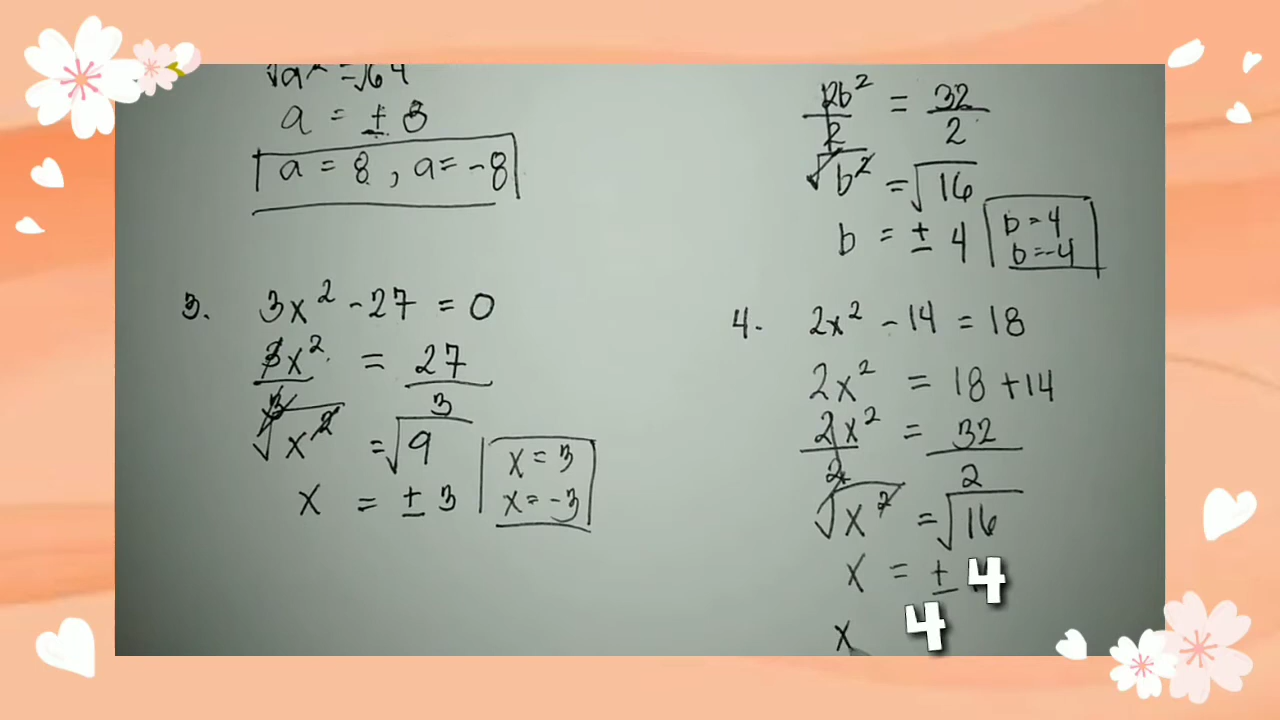 √a² = √64
a = ± 8
a = 8, a = -8
3. 3x² - 27 = 0
3x²/3 = 27/3
√x² = √9
x = ± 3
x = 3
x = -3
2b²/2 = 32/2
√b² = √16
b = ± 4
b = 4
b = -4
4. 2x² - 14 = 18
2x² = 18 + 14
2x²/2 = 32/2
√x² = √16
x = ± 4
x 4